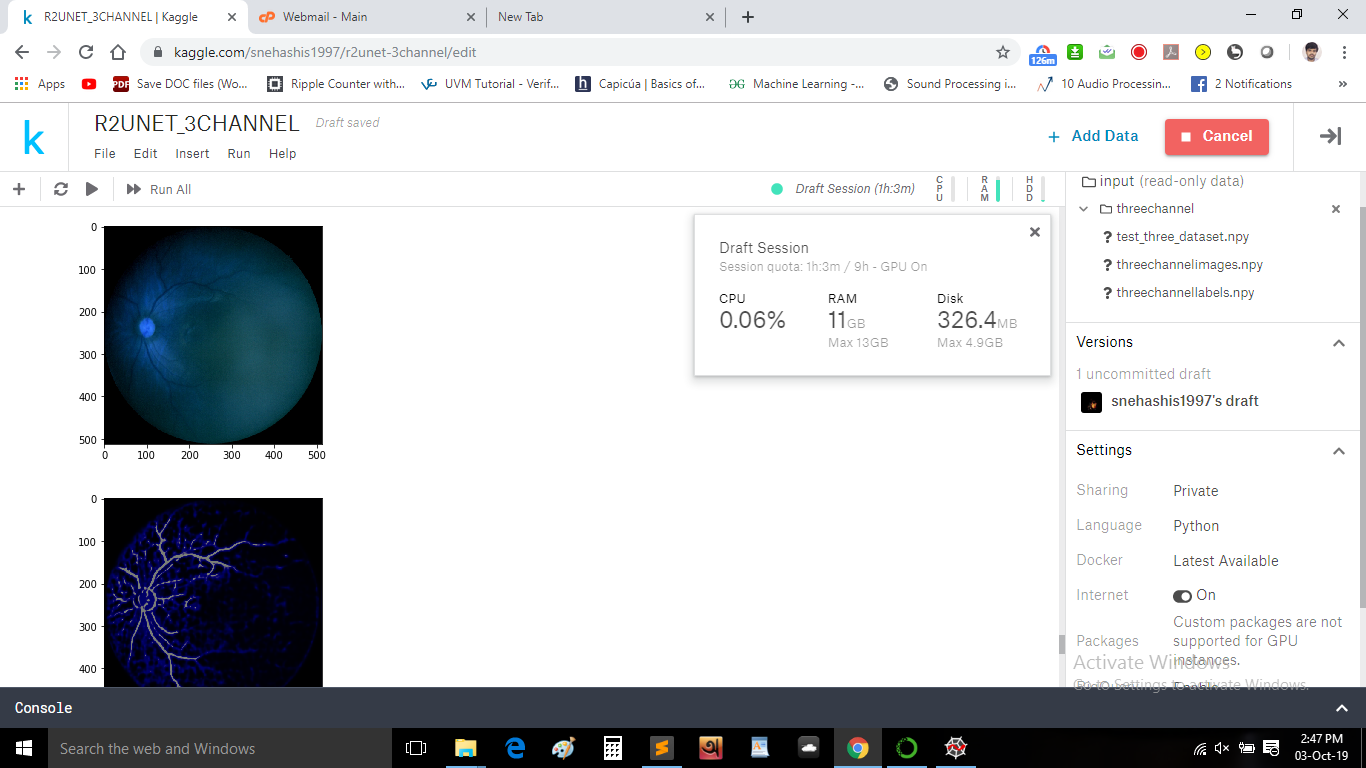 R2UNET_3CHANNEL | Kaggle
Webmail - Main
New Tab
kaggle.com/snehashis1997/r2unet-3channel/edit
126m
Apps
Save DOC files (Wo...
Ripple Counter with...
UVM Tutorial - Verif...
Capicúa | Basics of...
Machine Learning -...
Sound Processing i...
10 Audio Processin...
2 Notifications
»
R2UNET_3CHANNEL
Draft saved
File Edit Insert Run Help
+ Add Data
Cancel
Run All
Draft Session (1h:3m)
CPU
RAM
HDD
0
100
200
300
400
500
0 100 200 300 400 500
0
100
200
300
400
Draft Session
Session quota: 1h:3m / 9h - GPU On
CPU RAM Disk
0.06% 11GB 326.4MB
Max 13GB Max 4.9GB
input (read-only data)
threechannel
? test_three_dataset.npy
? threechannelimages.npy
? threechannellabels.npy
Versions
1 uncommitted draft
snehashis1997's draft
Settings
Sharing Private
Language Python
Docker Latest Available
Internet On
Packages Custom packages are not
supported for GPU
instances.
Activate Windows
Go to Settings to activate Windows.
Console
Search the web and Windows
2:47 PM
03-Oct-19